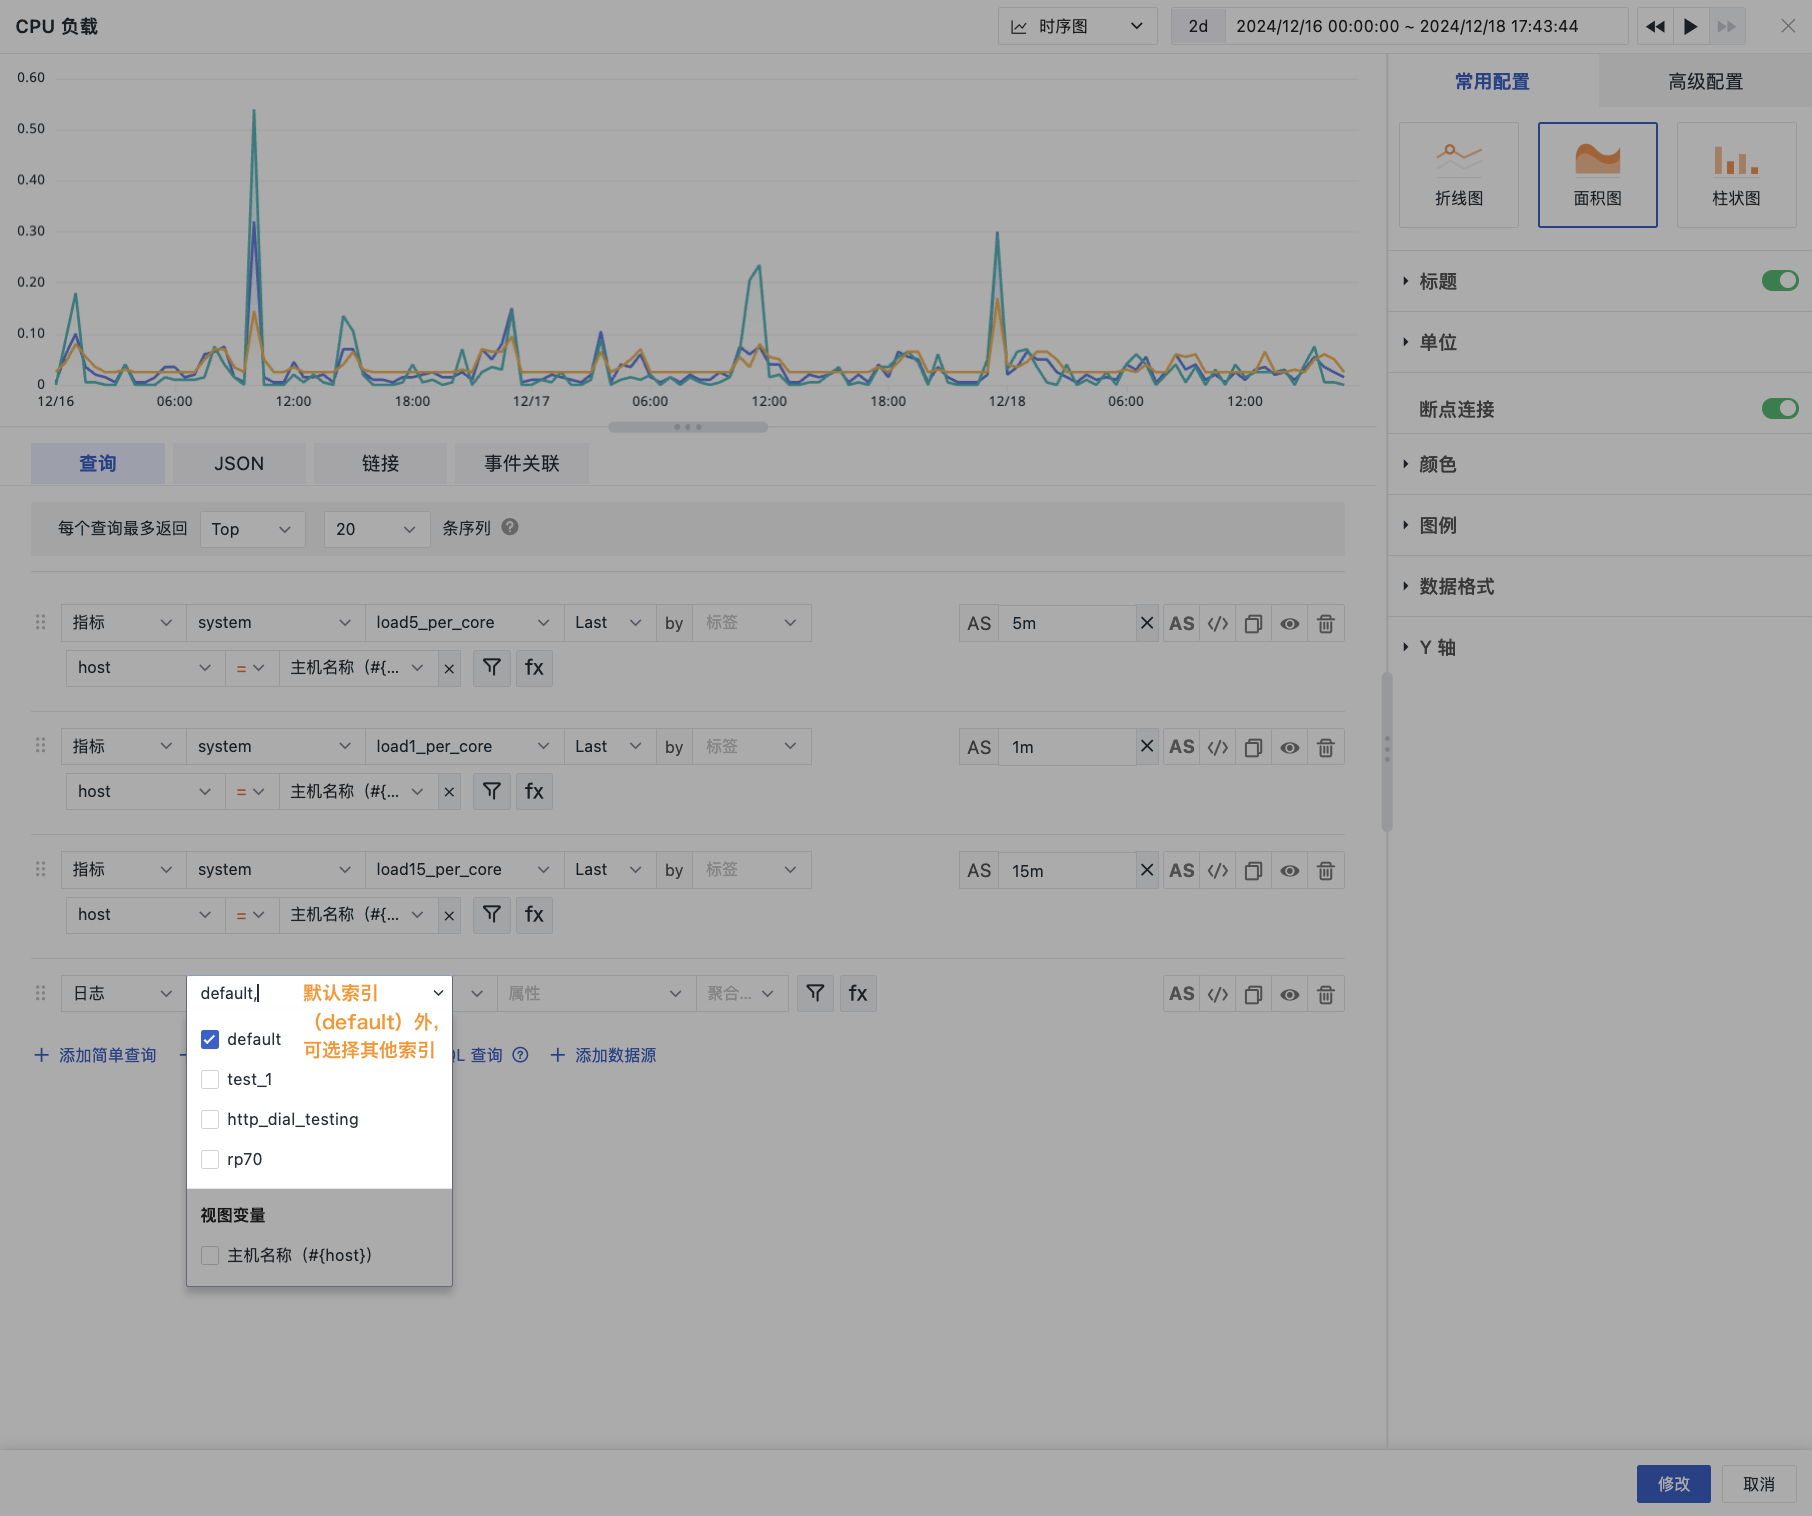 CPU 负载
时序图
2d
2024/12/16 00:00:00 ~ 2024/12/18 17:43:44
0.60
0.50
0.40
0.30
0.20
0.10
0
12/16
06:00
12:00
18:00
12/17
06:00
12:00
18:00
12/18
06:00
12:00
常用配置
高级配置
折线图
面积图
柱状图
标题
单位
断点连接
颜色
图例
数据格式
Y 轴
查询
JSON
链接
事件关联
每个查询最多返回
Top
20
条序列
指标
system
load5_per_core
Last
by
标签
AS
5m
AS
host
=
主机名称（#{...
fx
指标
system
load1_per_core
Last
by
标签
AS
1m
AS
host
=
主机名称（#{...
fx
指标
system
load15_per_core
Last
by
标签
AS
15m
AS
host
=
主机名称（#{...
fx
日志
default,
属性
聚合...
fx
AS
默认索引
（default）外，
可选择其他索引
default
test_1
http_dial_testing
rp70
视图变量
主机名称（#{host}）
添加简单查询
QL 查询
添加数据源
修改
取消